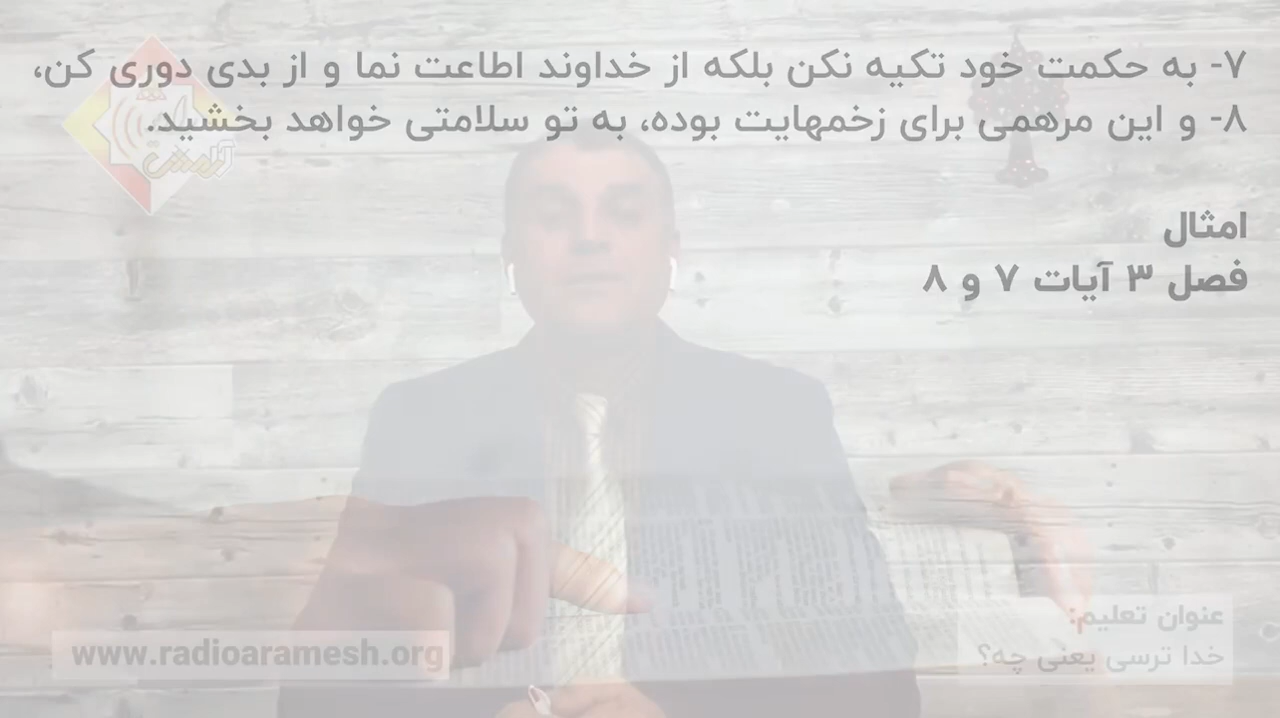 ۷- به حکمت خود تکیه نکن بلکه از خداوند اطاعت نما و از بدی دوری کن،
۸- و این مرهمی برای زخمهایت بوده، به تو سلامتی خواهد بخشید.
آرامش
امثال
فصل ۳ آیات ۷ و ۸
عنوان تعلیم:
خدا ترسی یعنی چه؟
www.radioaramesh.org